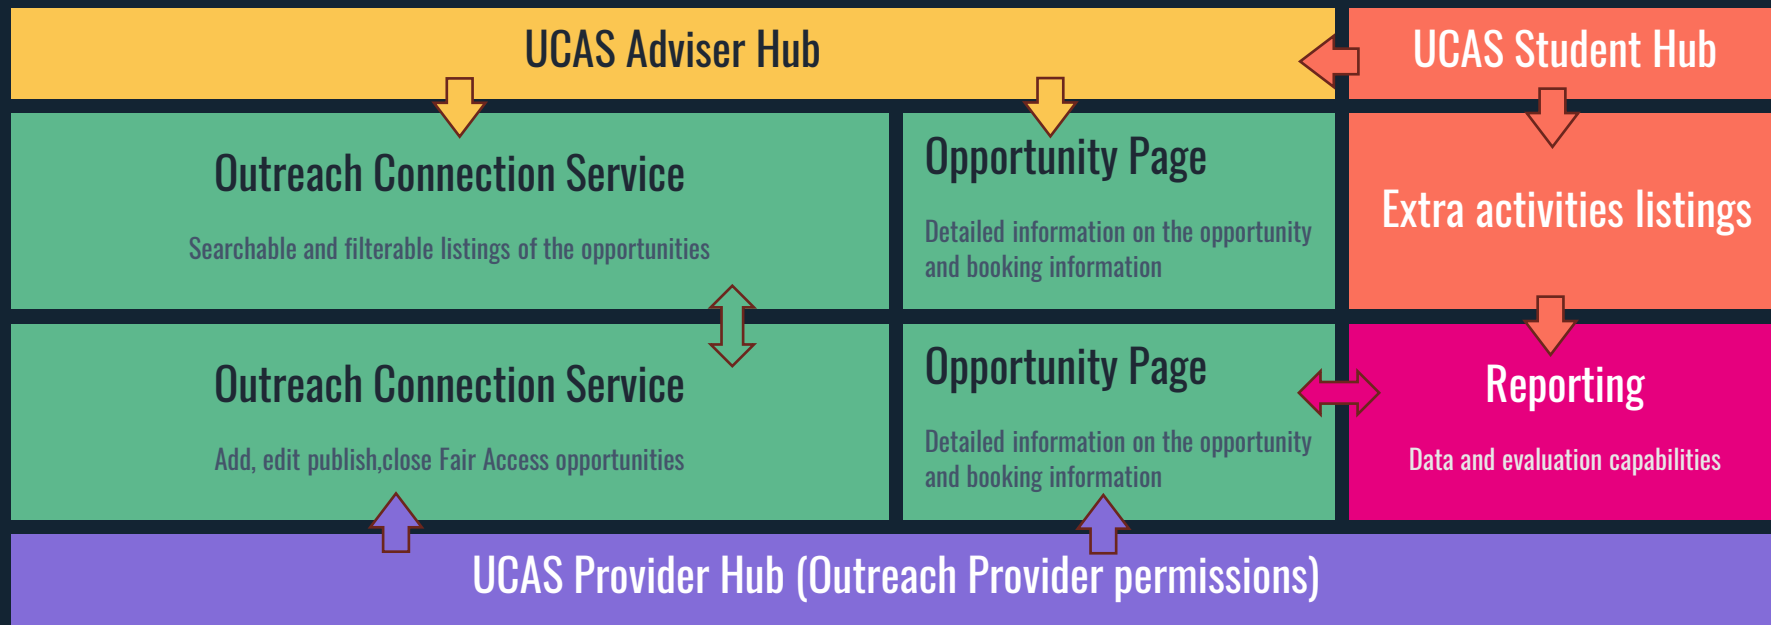 UCAS Adviser Hub
UCAS Student Hub
Outreach Connection Service
Searchable and filterable listings of the opportunities
Opportunity Page
Detailed information on the opportunity
and booking information
Extra activities listings
Outreach Connection Service
Add, edit publish,close Fair Access opportunities
Opportunity Page
Detailed information on the opportunity
and booking information
Reporting
Data and evaluation capabilities
UCAS Provider Hub (Outreach Provider permissions)